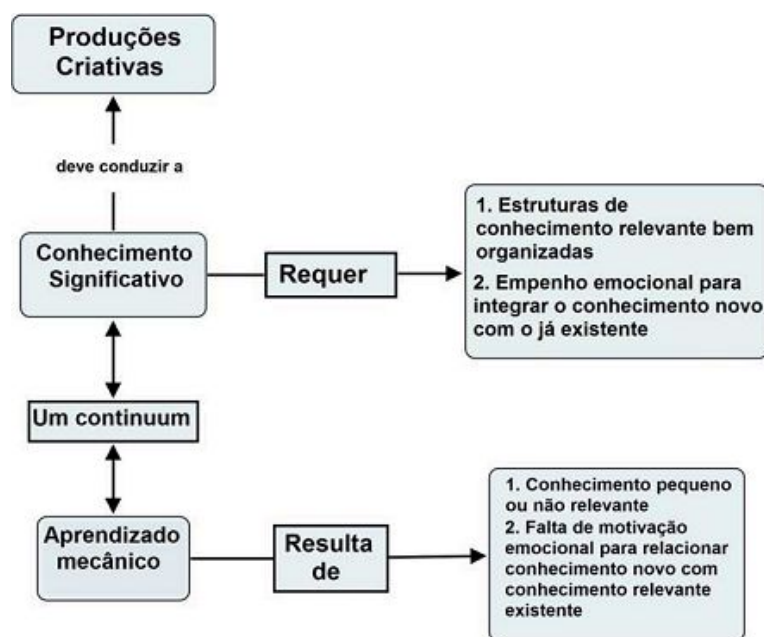 Produções
Criativas
deve conduzir a
Conhecimento
Significativo
Requer
1. Estruturas de
conhecimento relevante bem
organizadas
2. Empenho emocional para
integrar o conhecimento novo
com o já existente
Um continuum
Aprendizado
mecânico
Resulta
de
1. Conhecimento pequeno
ou não relevante
2. Falta de motivação
emocional para relacionar
conhecimento novo com
conhecimento relevante
existente